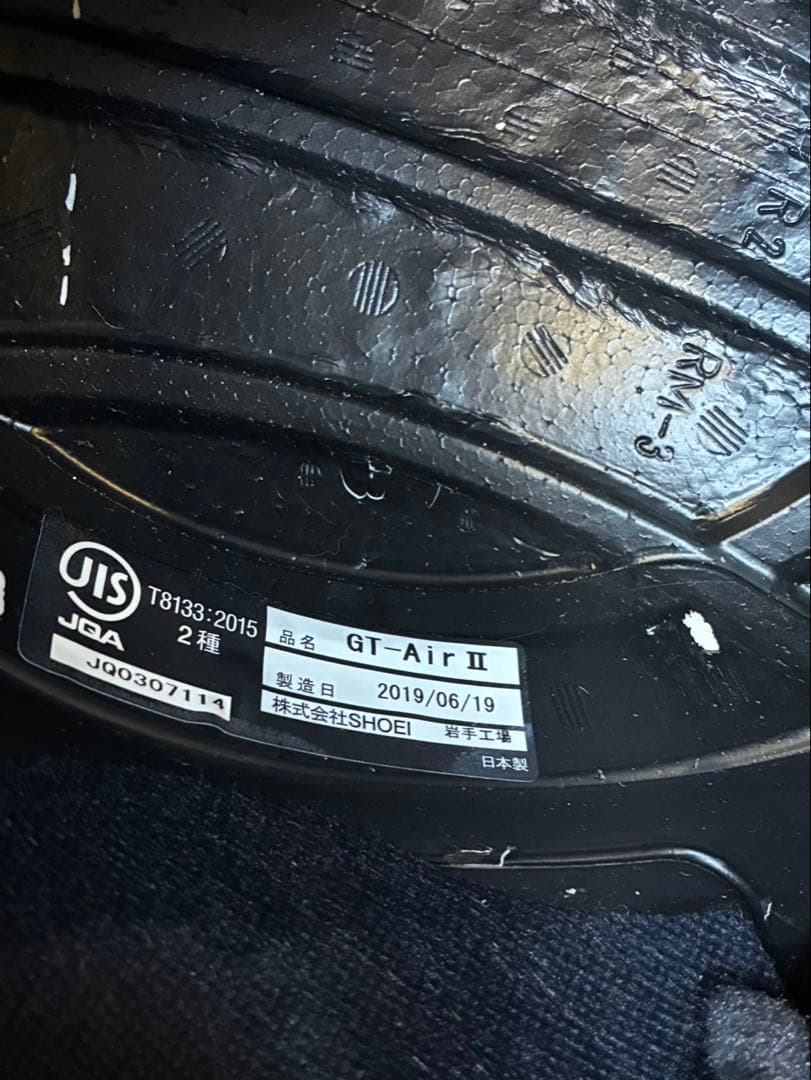 R2
RM-3
JIS
JQA
T8133:2015
2種
JQ0307114
品名 GT-Air Ⅱ
製造日 2019/06/19
株式会社SHOEI 岩手工場
日本製